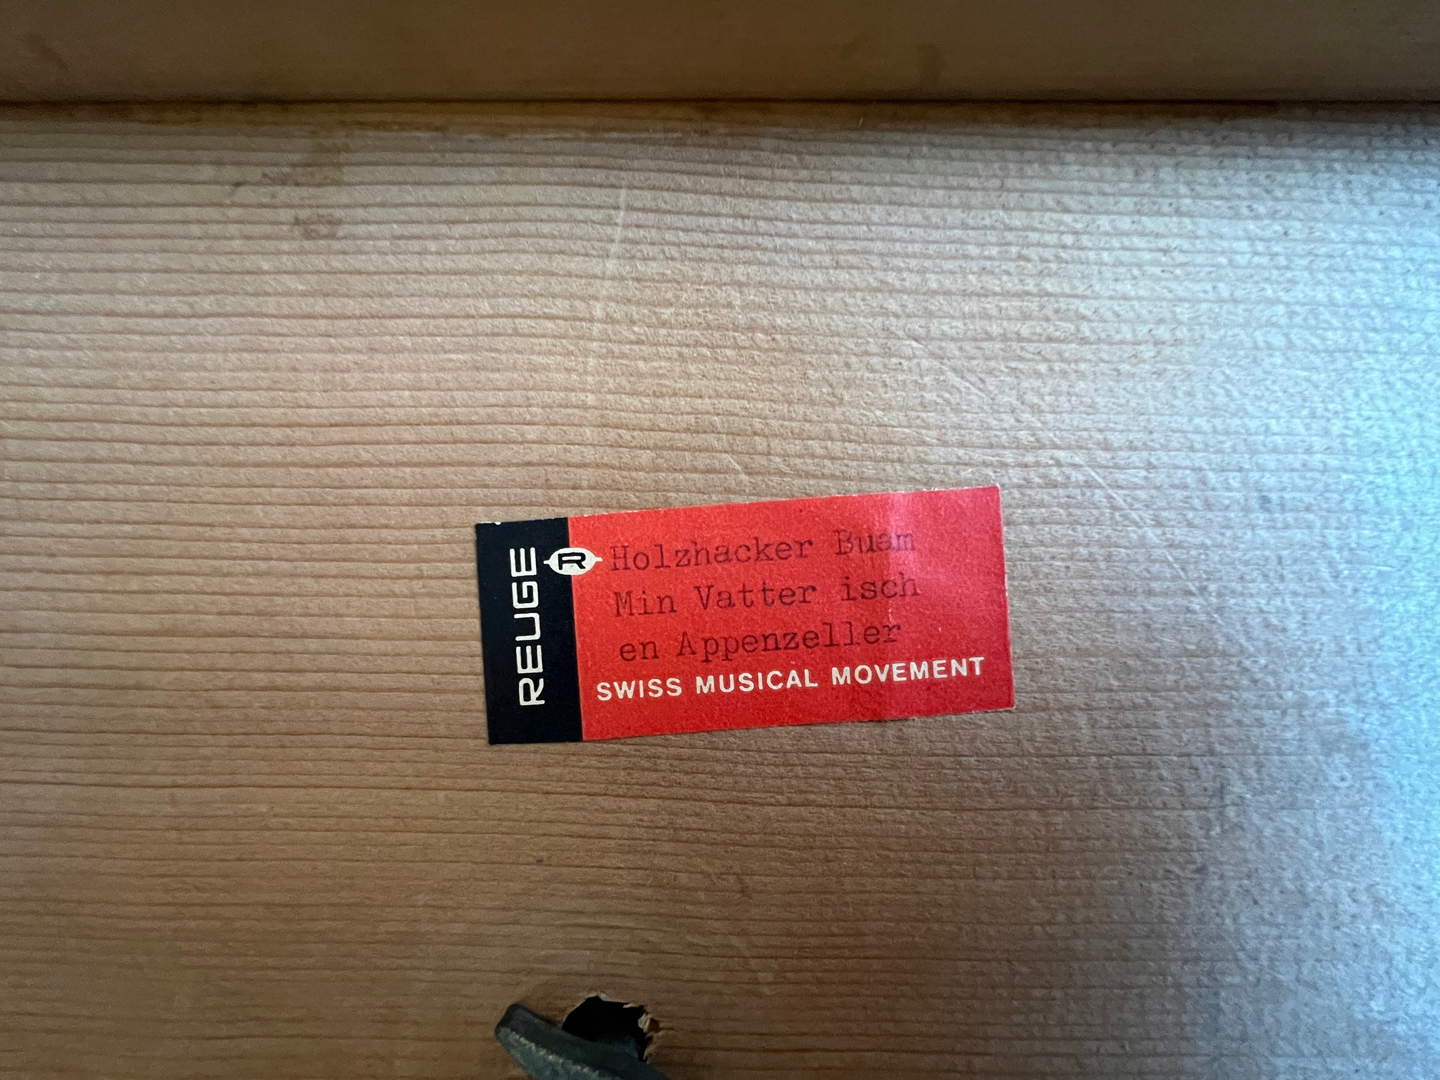 REUGE
R
Holzhacker Buam
Min Vatter isch
en Appenzeller
SWISS MUSICAL MOVEMENT